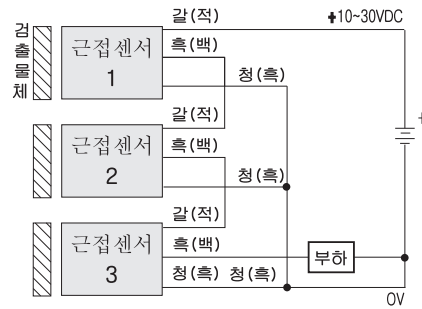 검출물체
갈(적)
+10~30VDC
근접센서
1
흑(백)
청(흑)
갈(적)
근접센서
2
흑(백)
청(흑)
갈(적)
근접센서
3
흑(백)
부하
청(흑) 청(흑)
0V
+